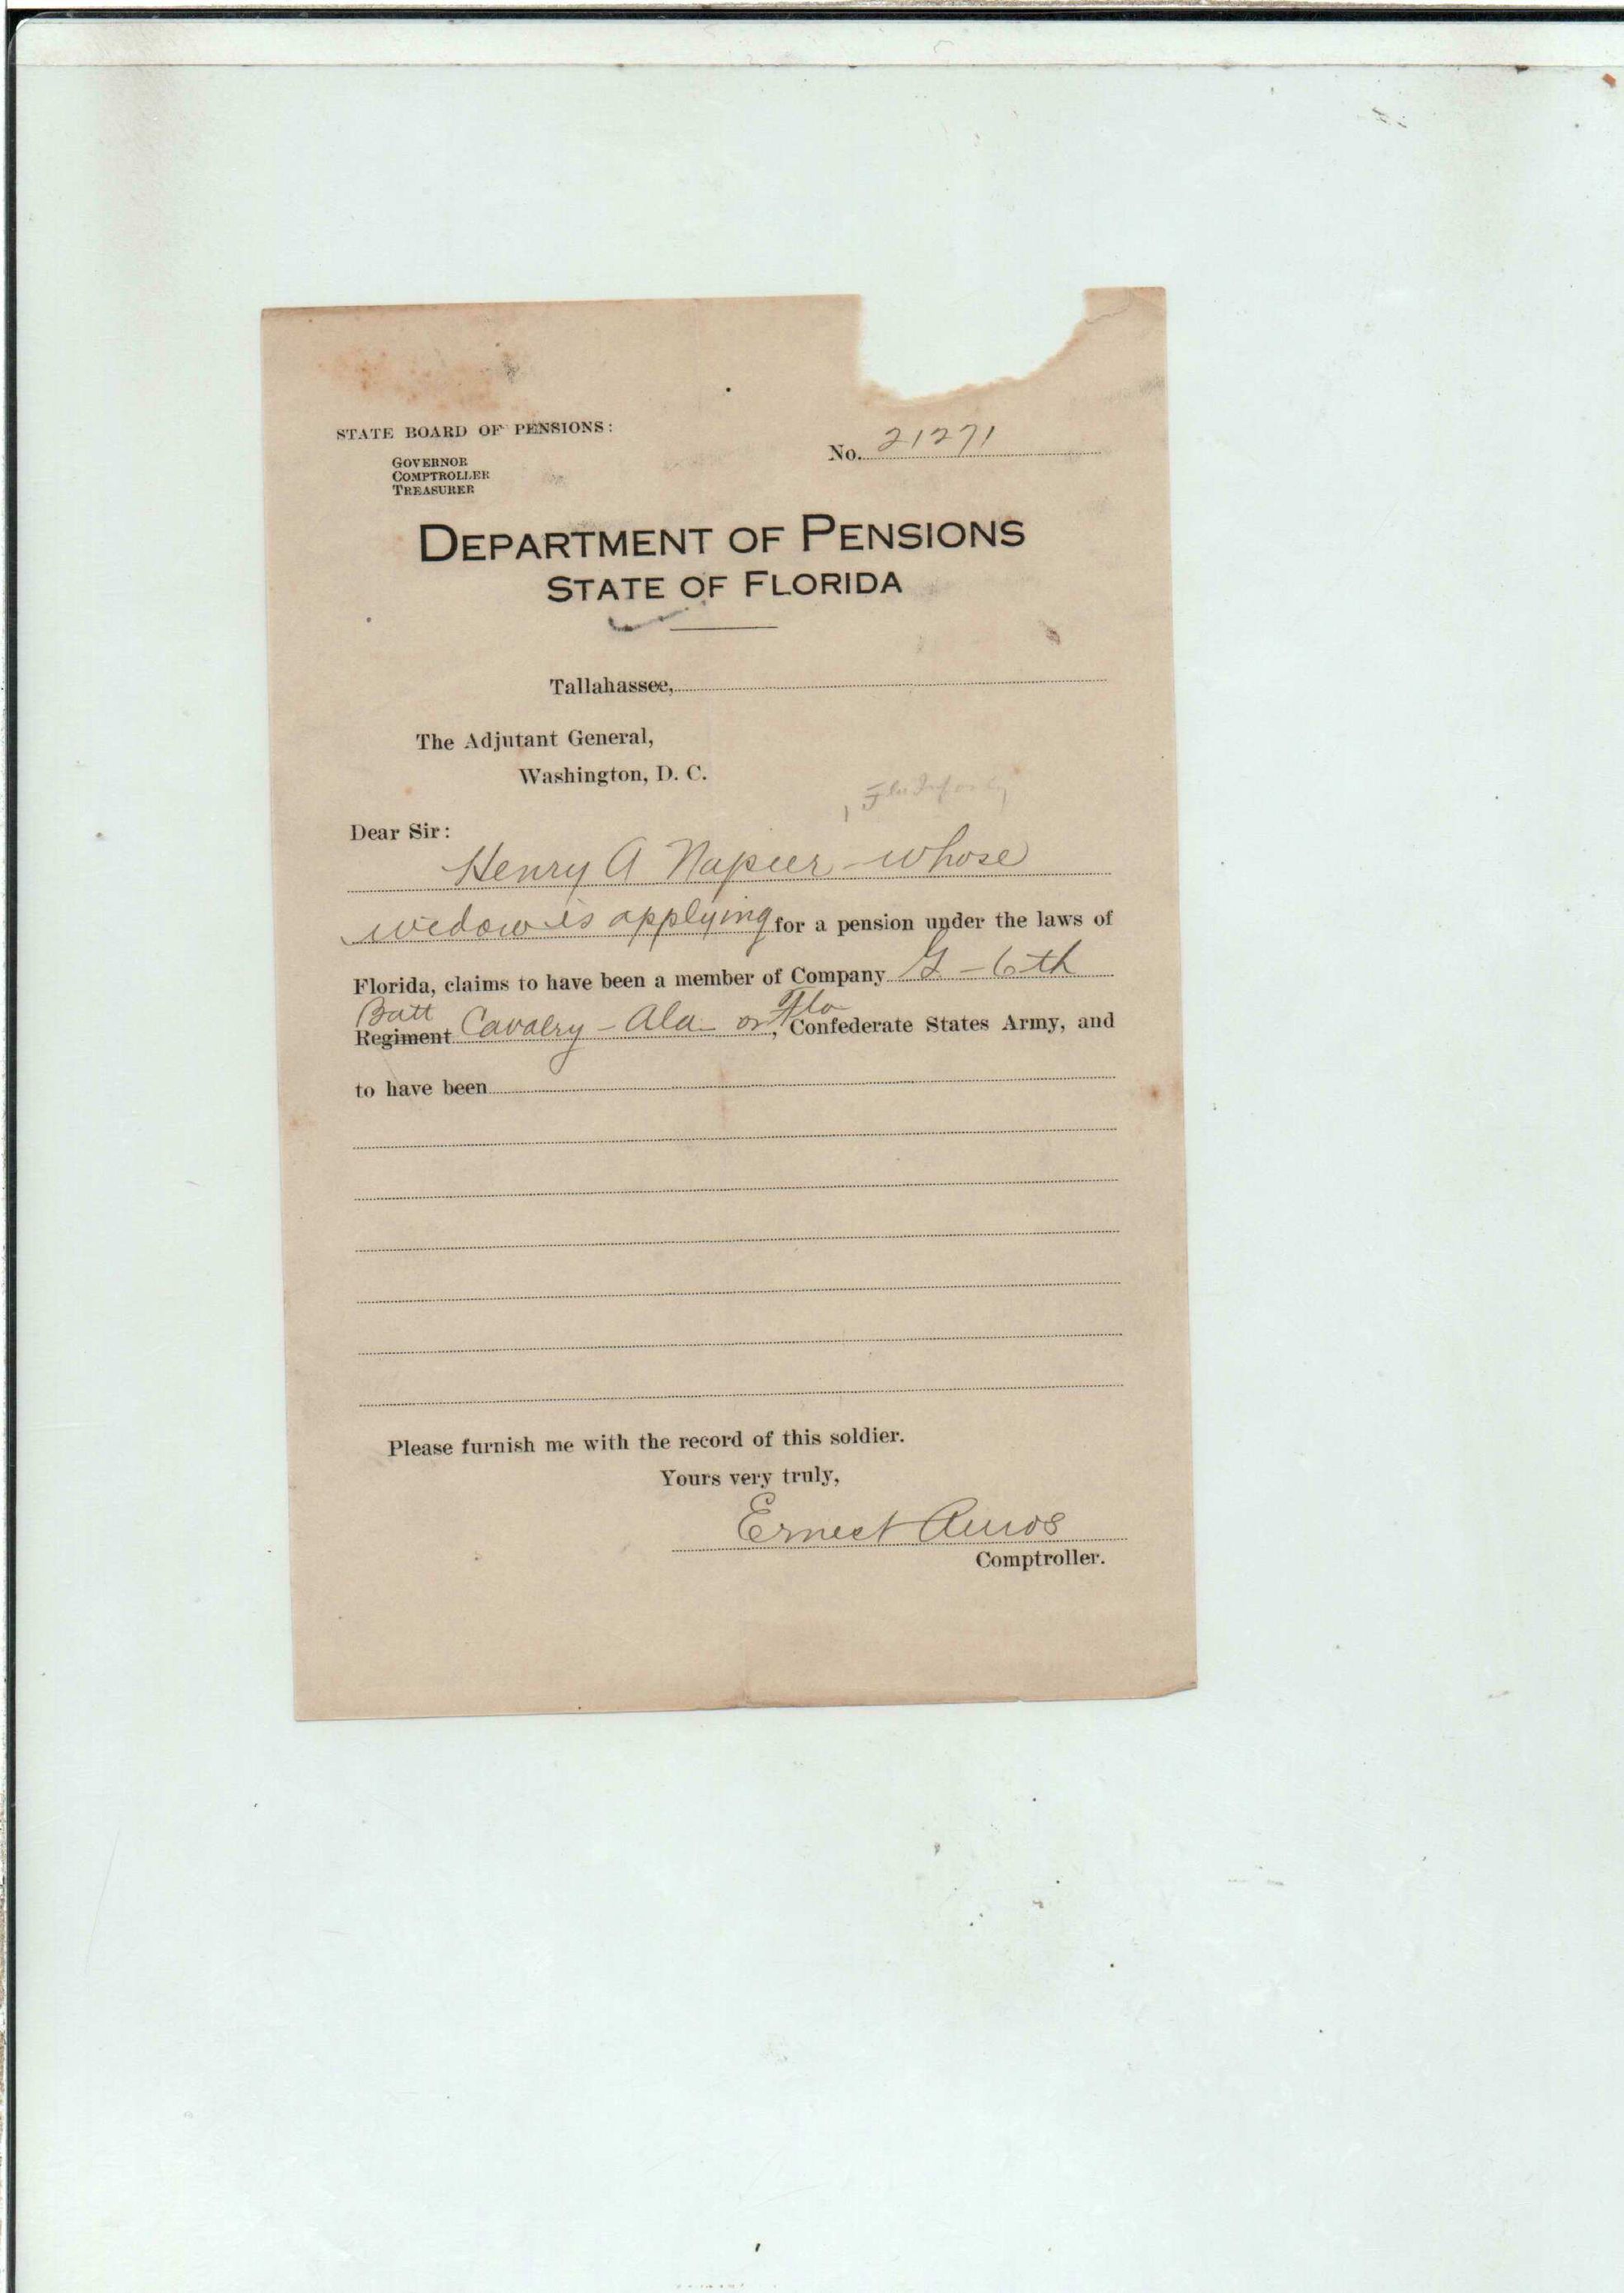 STATE BOARD OF PENSIONS:
GOVERNOR
COMPTROLLER
TREASURER
No. 21271
DEPARTMENT OF PENSIONS
STATE OF FLORIDA
Tallahassee,
The Adjutant General,
Washington, D. C.
Dear Sir:
Henry A Napier - whose
widow is applying for a pension under the laws of
Florida, claims to have been a member of Company G - 6th
Batt
Regiment Cavalry - Ala or Fla, Confederate States Army, and
to have been
Please furnish me with the record of this soldier.
Yours very truly,
Ernest Amos
Comptroller.